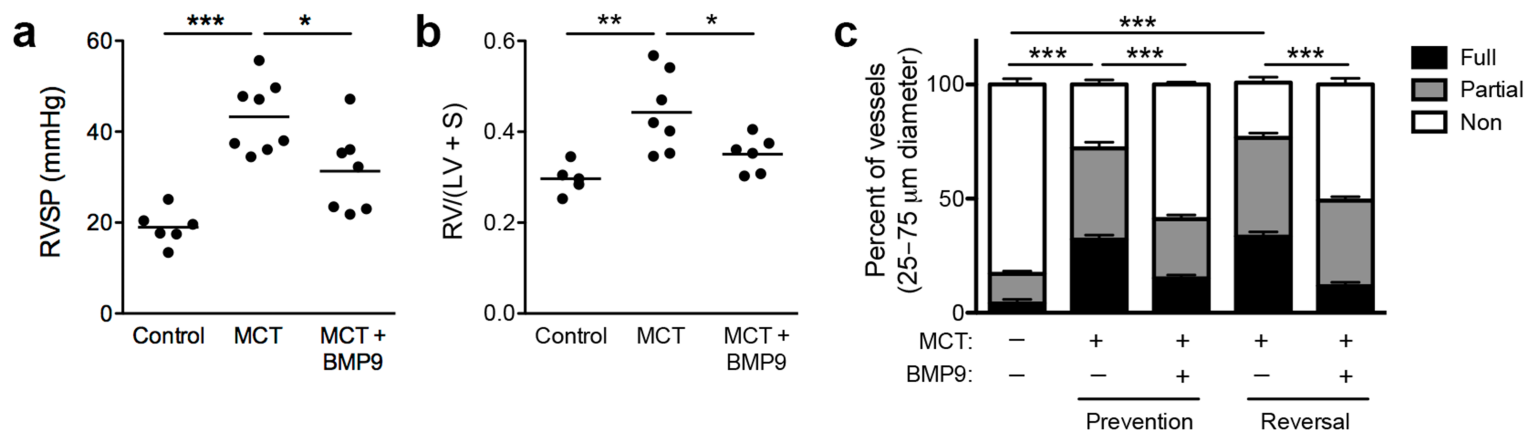 a
*** *
RVSP (mmHg)
60
40
20
0
Control MCT MCT +
BMP9
b
** *
RV/(LV + S)
0.6
0.4
0.2
0.0
Control MCT MCT +
BMP9
c
***
*** *** ***
Percent of vessels
(25–75 μm diameter)
100
50
0
Full
Partial
Non
MCT: – + + + +
BMP9: – – + – +
Prevention Reversal